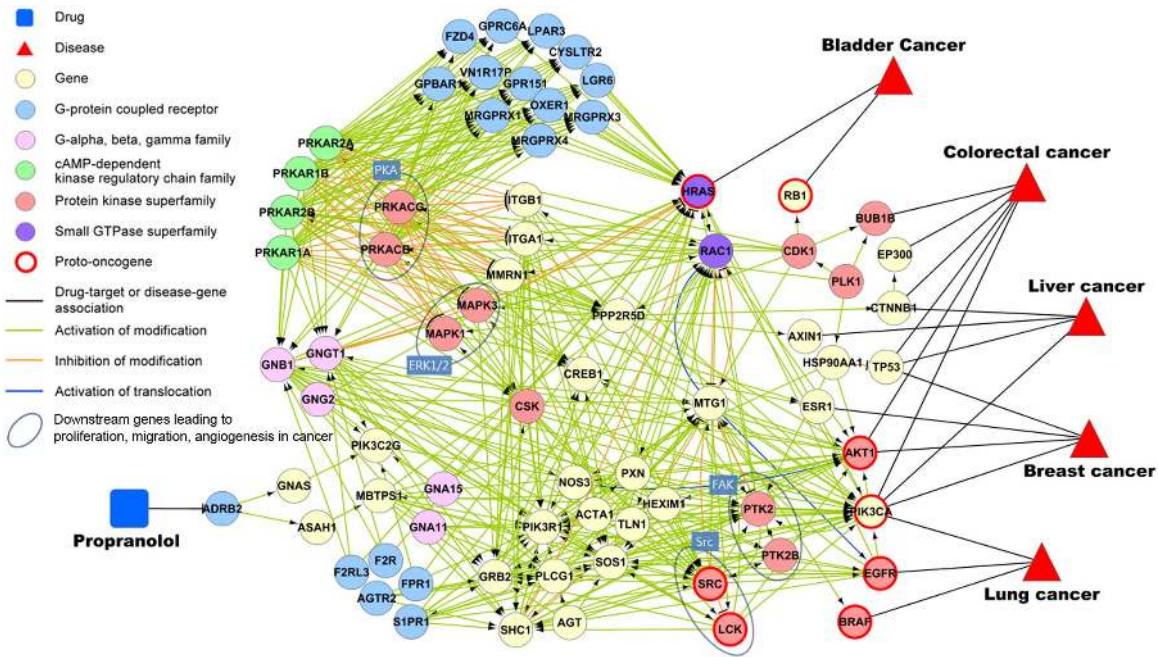 Drug
Disease
Gene
G-protein coupled receptor
G-alpha, beta, gamma family
cAMP-dependent
kinase regulatory chain family
Protein kinase superfamily
Small GTPase superfamily
Proto-oncogene
Drug-target or disease-gene
association
Activation of modification
Inhibition of modification
Activation of translocation
Downstream genes leading to
proliferation, migration, angiogenesis in cancer
FZD4
GPRC6A
LPAR3
CYSLTR2
GPBAR1
VN1R17P
GPR151
LGR6
OXER1
MRGPRX1
MRGPRX3
MRGPRX4
PRKAR2A
PRKAR1B
PRKAR2B
PRKAR1A
PKA
PRKACG
PRKACB
ITGB1
ITGA1
MMRN1
MAPK3
MAPK1
ERK1/2
PPP2R5D
HRAS
RAC1
RB1
CDK1
BUB1B
PLK1
EP300
CTNNB1
AXIN1
HSP90AA1
TP53
ESR1
GNB1
GNGT1
GNG2
CREB1
CSK
MTG1
PIK3C2G
GNAS
MBTPS1
ASAH1
ADRB2
GNA15
GNA11
NOS3
PXN
HEXIM1
ACTA1
TLN1
PIK3R1
FAK
PTK2
PTK2B
AKT1
PIK3CA
EGFR
BRAF
F2R
F2RL3
FPR1
AGTR2
S1PR1
GRB2
PLCG1
SOS1
SHC1
AGT
Src
SRC
LCK
Propranolol
Bladder Cancer
Colorectal cancer
Liver cancer
Breast cancer
Lung cancer